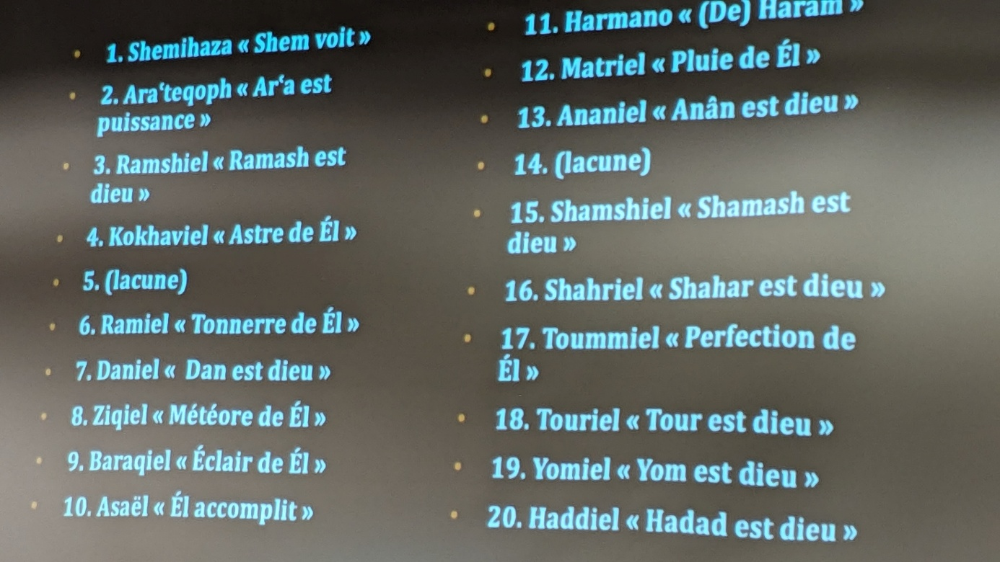 1. Shemihaza « Shem voit »
2. Araʿteqoph « Arʿa est
puissance »
3. Ramshiel « Ramash est
dieu »
4. Kokhaviel « Astre de Él »
5. (lacune)
6. Ramiel « Tonnerre de Él »
7. Daniel «  Dan est dieu »
8. Ziqiel « Météore de Él »
9. Baraqiel « Éclair de Él »
10. Asaël « Él accomplit »
11. Harmano « (De) Haram »
12. Matriel « Pluie de Él »
13. Ananiel « Anân est dieu »
14. (lacune)
15. Shamshiel « Shamash est
dieu »
16. Shahriel « Shahar est dieu »
17. Toummiel « Perfection de
Él »
18. Touriel « Tour est dieu »
19. Yomiel « Yom est dieu »
20. Haddiel « Hadad est dieu »